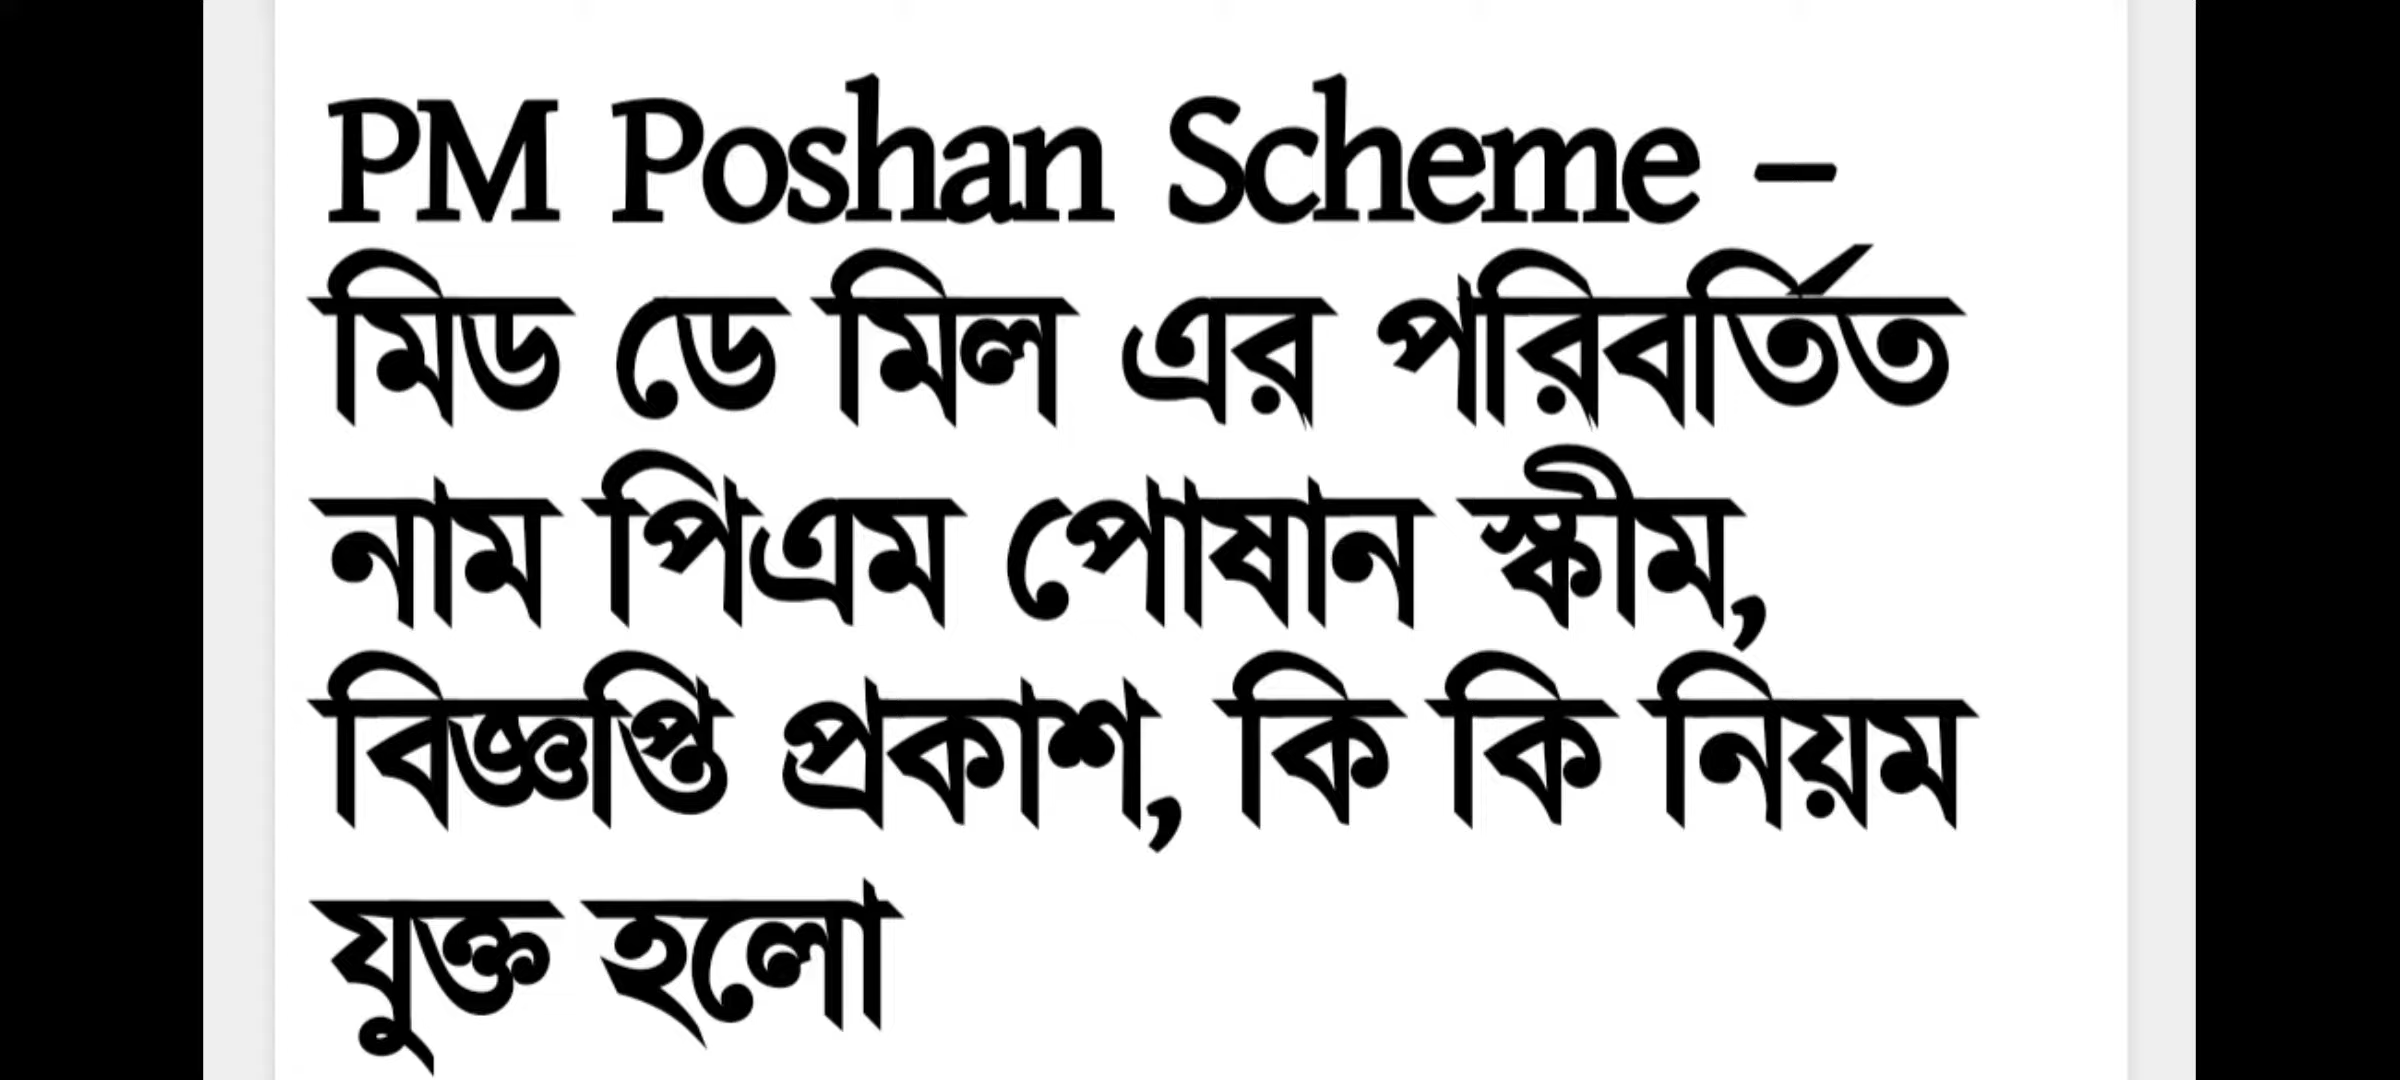 PM Poshan Scheme –
মিড ডে মিল এর পরিবর্তিত
নাম পিএম পোষান স্কীম,
বিজ্ঞপ্তি প্রকাশ, কি কি নিয়ম
যুক্ত হলো